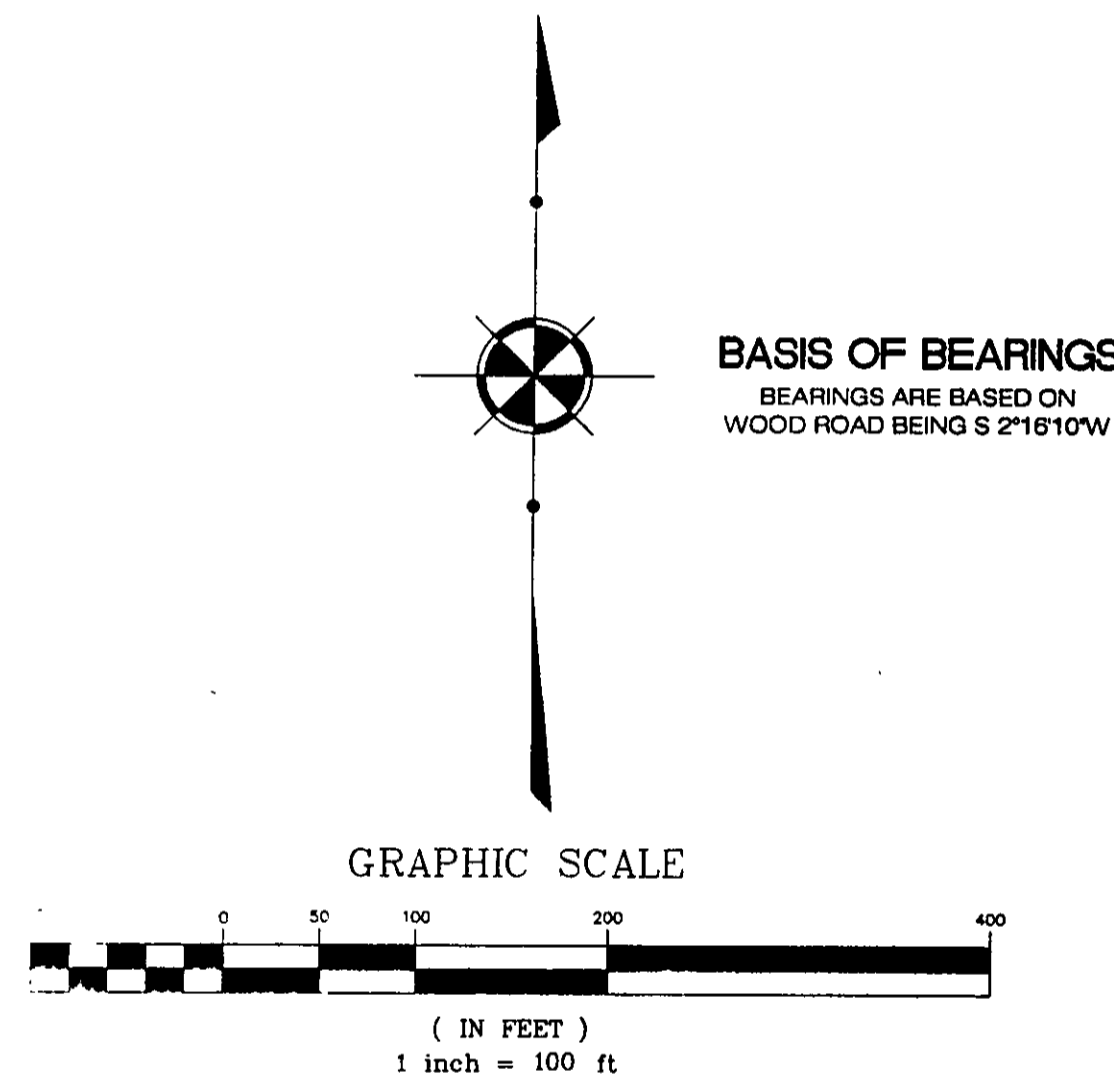 BASIS OF BEARINGS
BEARINGS ARE BASED ON
WOOD ROAD BEING S 2°16'10"W
GRAPHIC SCALE
0 50 100 200 400
( IN FEET )
1 inch = 100 ft